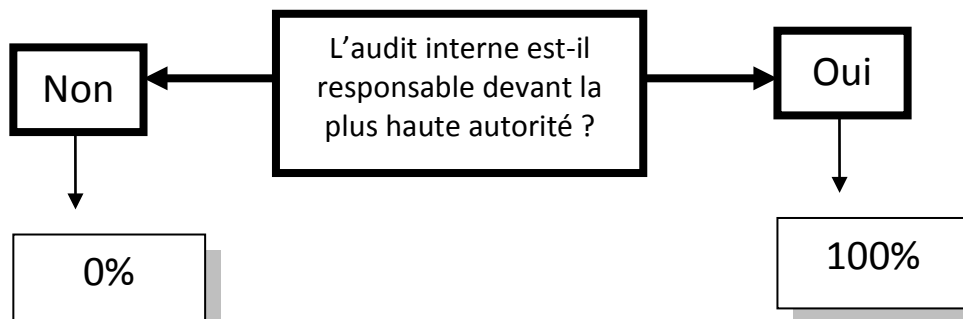 L’audit interne est-il
responsable devant la
plus haute autorité ?
Non
Oui
0%
100%